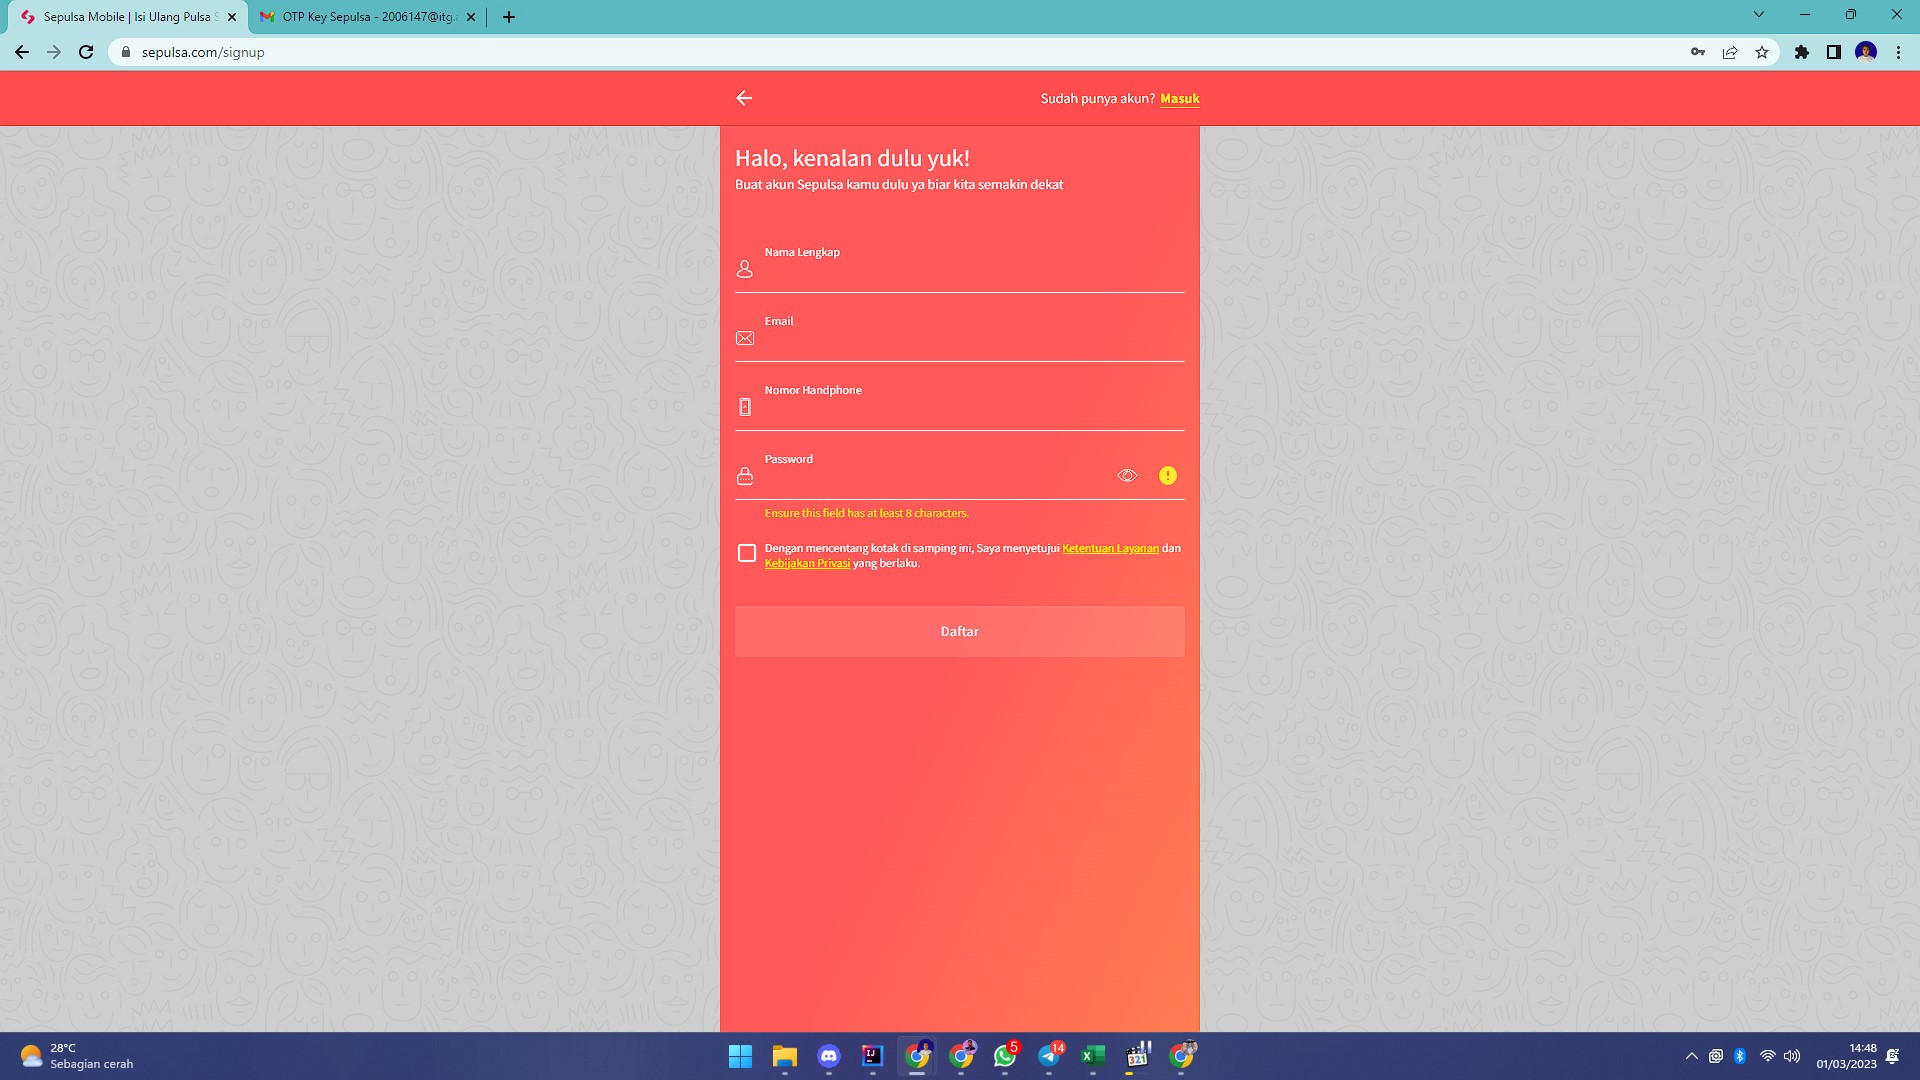 Sepulsa Mobile | Isi Ulang Pulsa S
OTP Key Sepulsa - 2006147@itg.
sepulsa.com/signup
Sudah punya akun? Masuk
Halo, kenalan dulu yuk!
Buat akun Sepulsa kamu dulu ya biar kita semakin dekat
Nama Lengkap
Email
Nomor Handphone
Password
!
Ensure this field has at least 8 characters.
Dengan mencentang kotak di samping ini, Saya menyetujui Ketentuan Layanan dan
Kebijakan Privasi yang berlaku.
Daftar
28°C
Sebagian cerah
IJ
5
14
X
321
14:48
01/03/2023